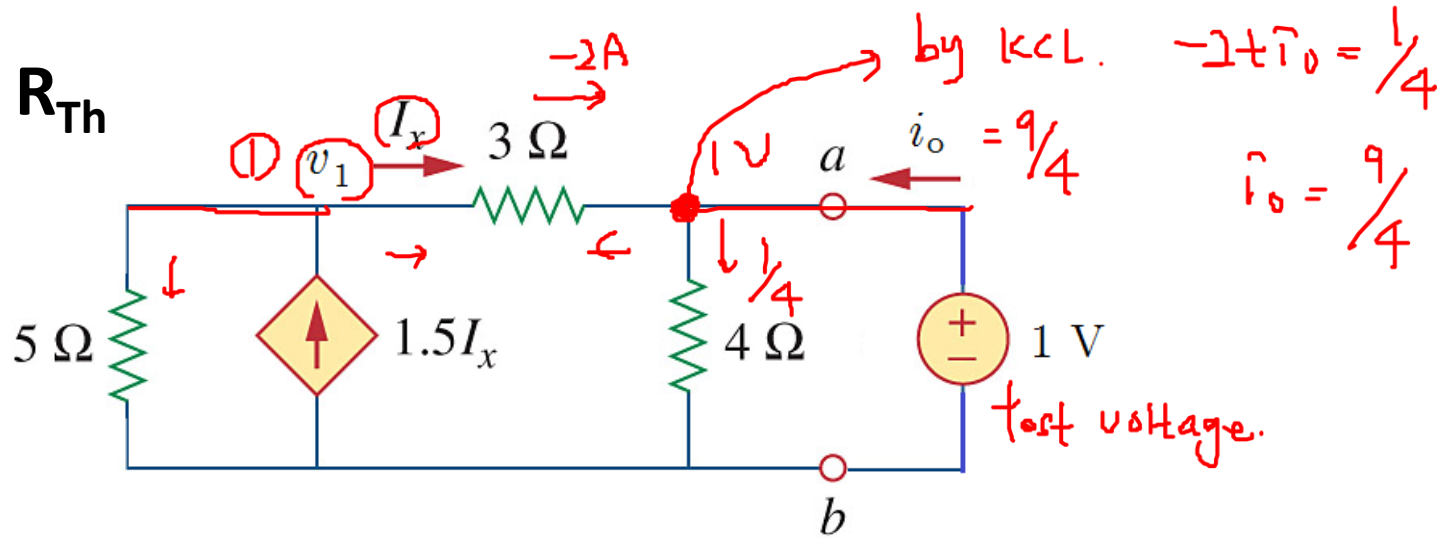 -2A
by KCL. -2+i₀ = 1/4
R_Th
① v₁ I_x 3 Ω 1V a i₀ = 9/4
i₀ = 9/4
5 Ω 1.5I_x 1/4 4 Ω + − 1 V
test voltage.
b